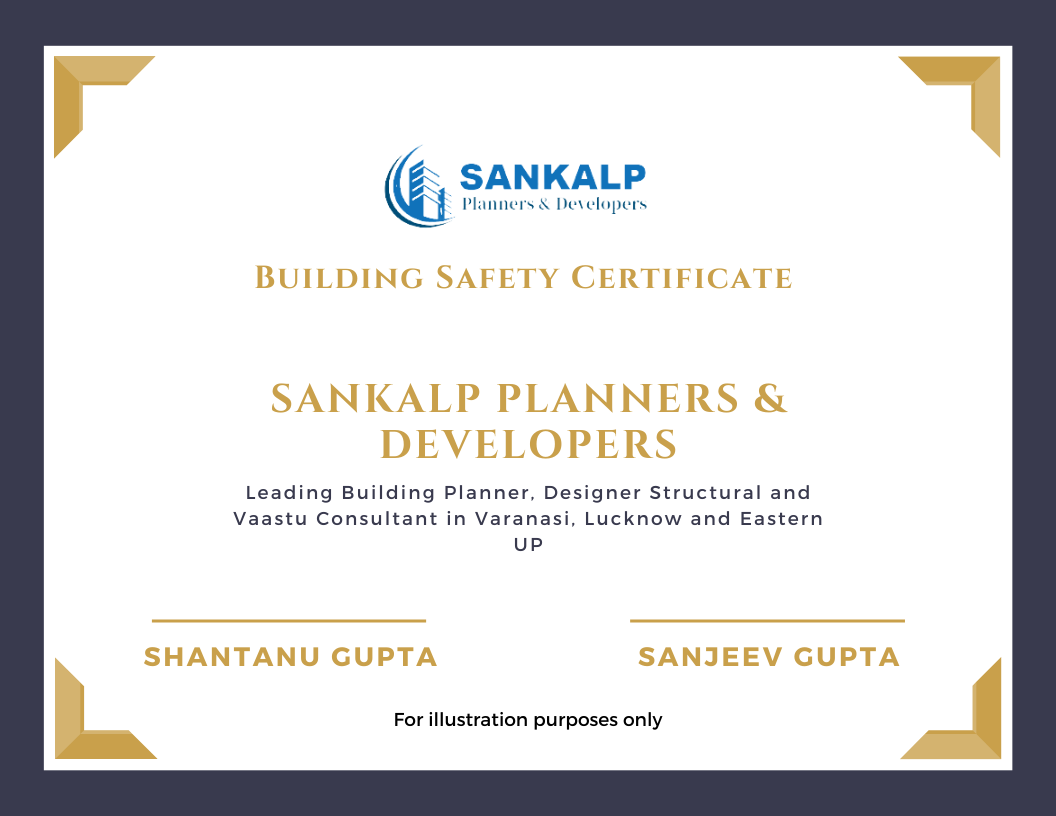 SANKALP
Planners & Developers
Building Safety Certificate
SANKALP PLANNERS &
DEVELOPERS
Leading Building Planner, Designer Structural and
Vaastu Consultant in Varanasi, Lucknow and Eastern
UP
SHANTANU GUPTA
SANJEEV GUPTA
For illustration purposes only